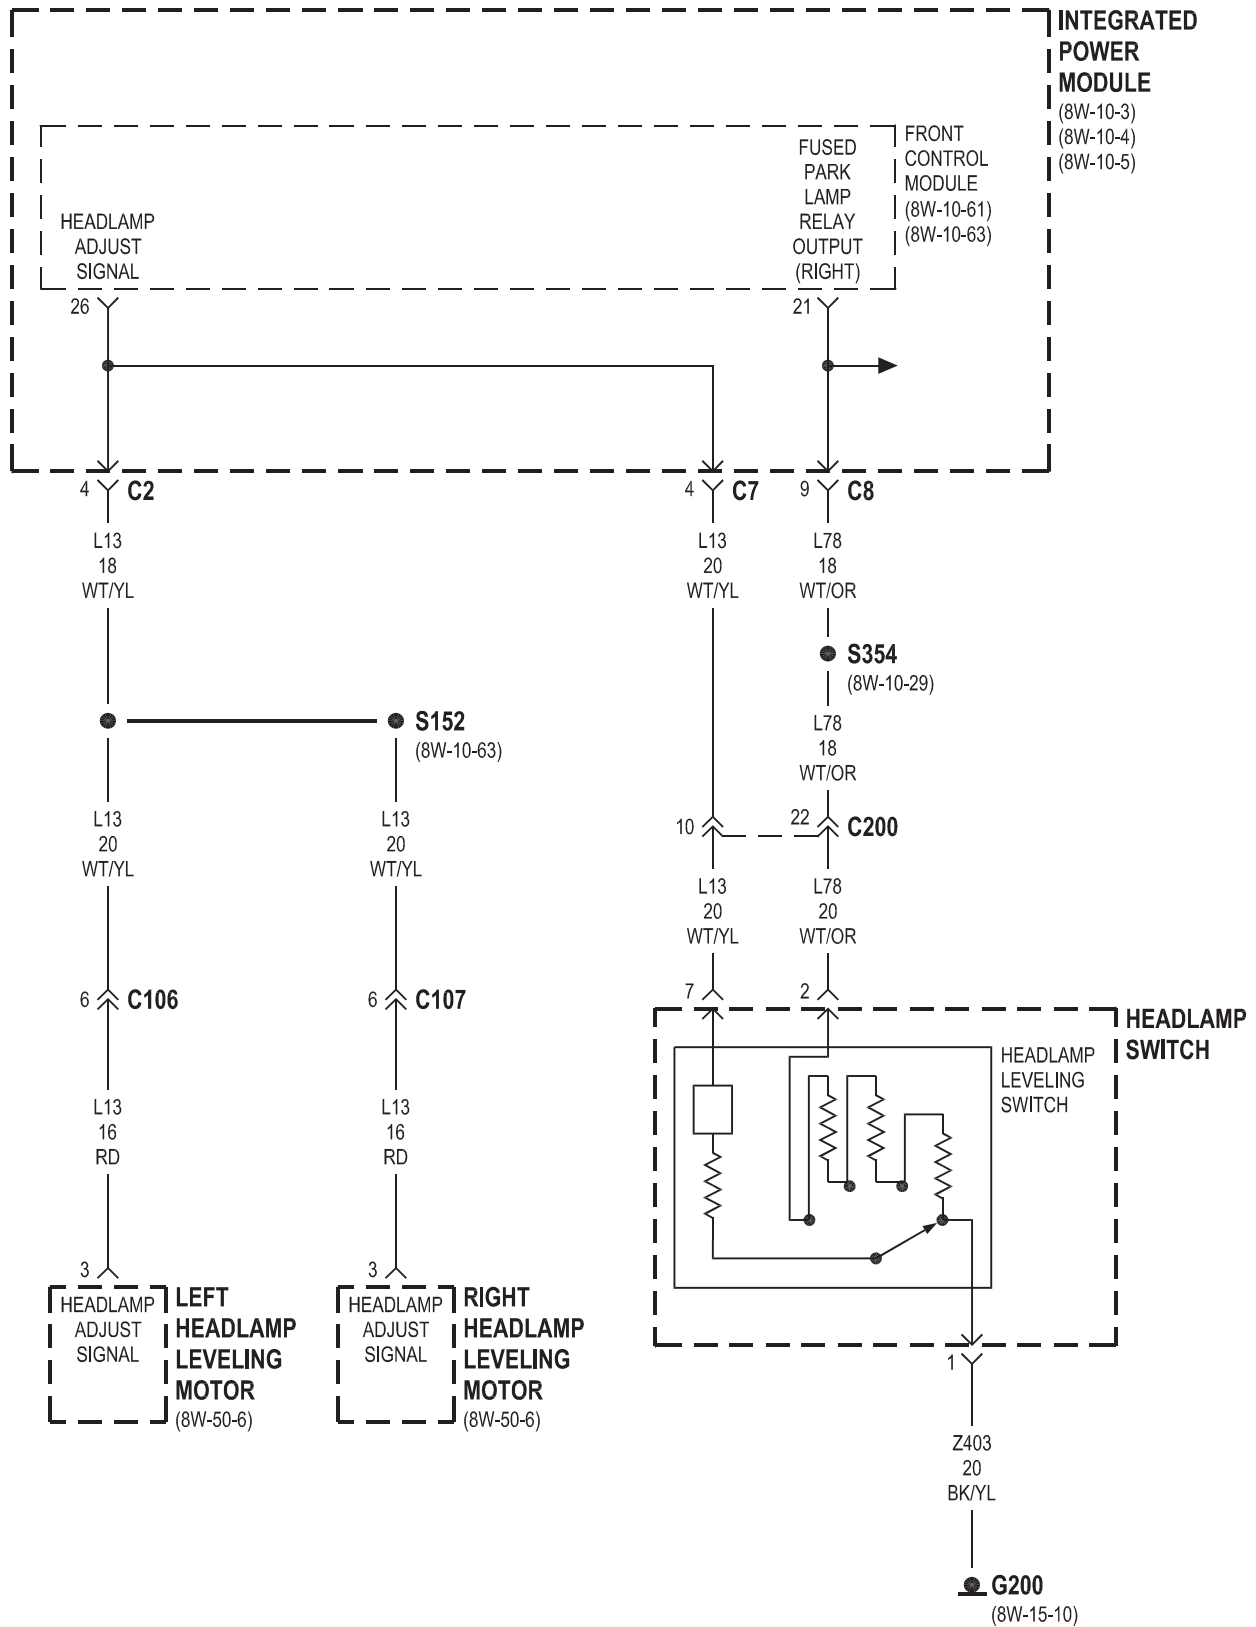 INTEGRATED
POWER
MODULE
(8W-10-3)
(8W-10-4)
(8W-10-5)
FRONT
CONTROL
MODULE
(8W-10-61)
(8W-10-63)
FUSED
PARK
LAMP
RELAY
OUTPUT
(RIGHT)
HEADLAMP
ADJUST
SIGNAL
26
21
4
C2
4
C7
9
C8
L13
18
WT/YL
L13
20
WT/YL
L78
18
WT/OR
S354
(8W-10-29)
S152
(8W-10-63)
L78
18
WT/OR
L13
20
WT/YL
L13
20
WT/YL
10
22
C200
L13
20
WT/YL
L78
20
WT/OR
6
C106
6
C107
7
2
HEADLAMP
SWITCH
HEADLAMP
LEVELING
SWITCH
L13
16
RD
L13
16
RD
3
3
HEADLAMP
ADJUST
SIGNAL
LEFT
HEADLAMP
LEVELING
MOTOR
(8W-50-6)
HEADLAMP
ADJUST
SIGNAL
RIGHT
HEADLAMP
LEVELING
MOTOR
(8W-50-6)
1
Z403
20
BK/YL
G200
(8W-15-10)